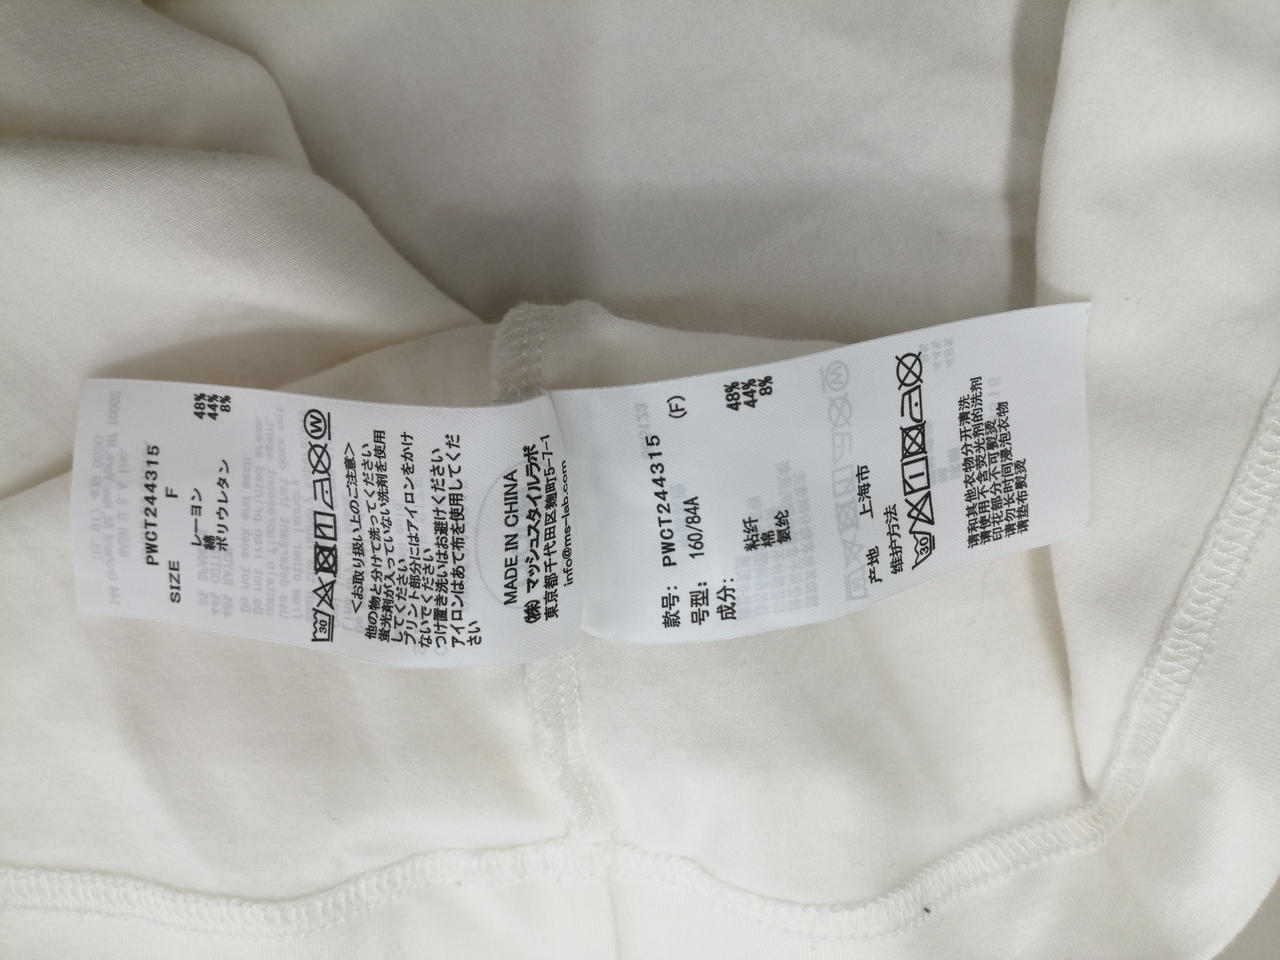 PWCT244315
SIZE F
レーヨン 48%
綿 44%
ポリウレタン 8%
30
<お取り扱い上のご注意>
他の物と分けて洗ってください
蛍光剤が入っていない洗剤を使用
してください
プリント部分にはアイロンをかけ
ないでください
つけ置き洗いはお避けください
アイロンはあて布を使用してくだ
さい
MADE IN CHINA
(株)マッシュスタイルラボ
東京都千代田区麹町5-7-1
info@ms-lab.com
款号: PWCT244315
号型: 160/84A (F)
成分:
粘纤 48%
棉 44%
氨纶 8%
产地 上海市
维护方法
30
请和其他衣物分开清洗
请使用不含荧光剂的洗剂
印花部分不可熨烫
请勿长时间浸泡衣物
请垫布熨烫